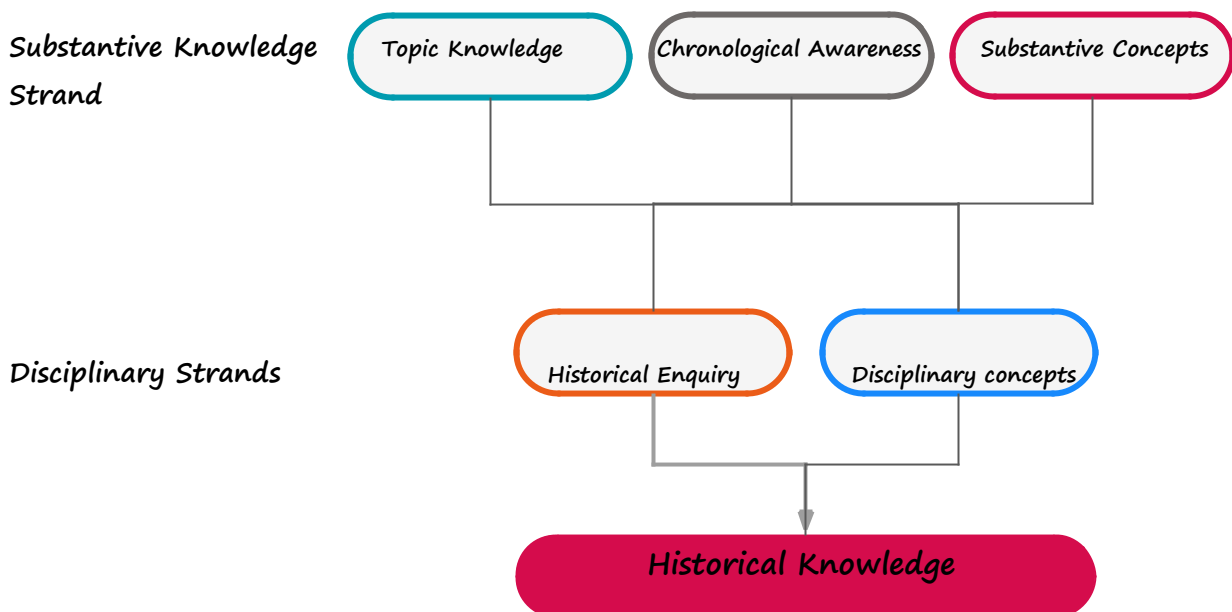 Substantive Knowledge
Strand
Topic Knowledge
Chronological Awareness
Substantive Concepts
Disciplinary Strands
Historical Enquiry
Disciplinary concepts
Historical Knowledge